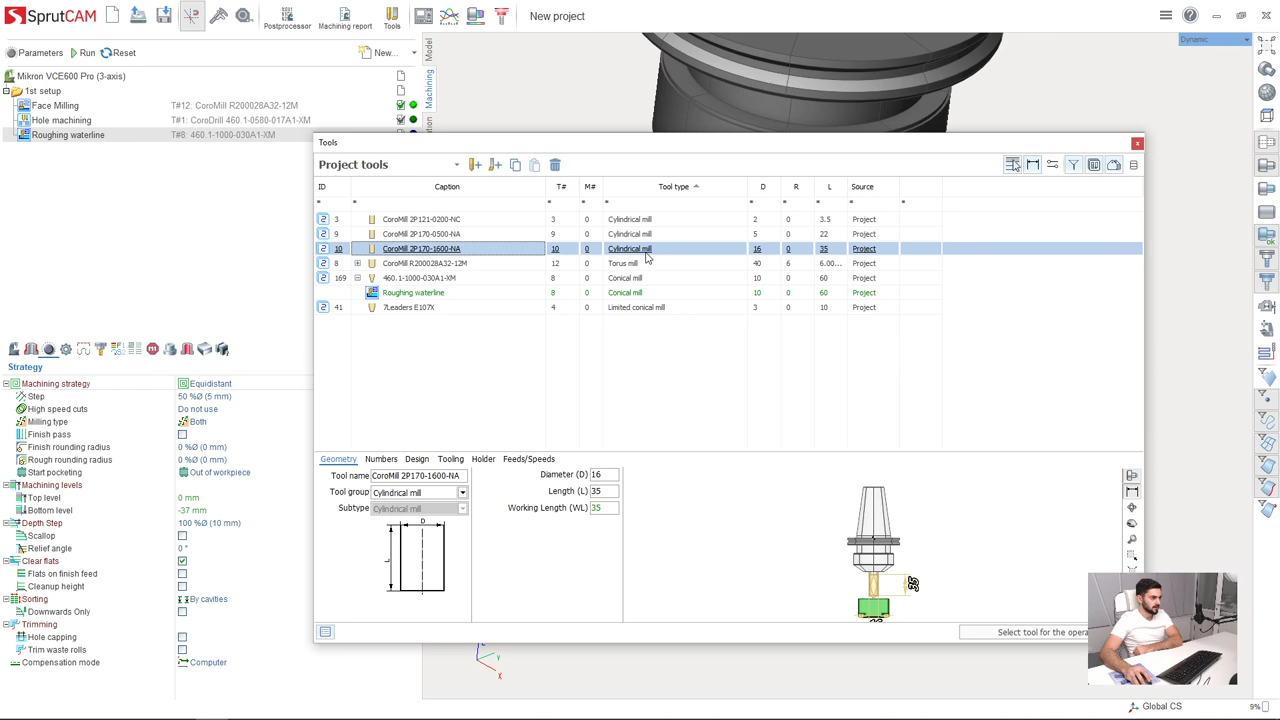 SprutCAM
Postprocessor
Machining report
Tools
New project
Parameters
Run
Reset
New...
Mikron VCE600 Pro (3-axis)
1st setup
Face Milling T#12: CoroMill R200028A32-12M
Hole machining T#1: CoroDrill 460.1-0580-017A1-XM
Roughing waterline T#8: 460.1-1000-030A1-XM
Model
Machining
Dynamic
Tools
Project tools
ID Caption T# M# Tool type D R L Source
3 CoroMill 2P121-0200-NC 3 0 Cylindrical mill 2 0 3.5 Project
9 CoroMill 2P170-0500-NA 9 0 Cylindrical mill 5 0 22 Project
10 CoroMill 2P170-1600-NA 10 0 Cylindrical mill 16 0 35 Project
8 CoroMill R200028A32-12M 12 0 Torus mill 40 6 6.00... Project
169 460.1-1000-030A1-XM 8 0 Conical mill 10 0 60 Project
Roughing waterline 8 0 Conical mill 10 0 60 Project
41 7Leaders E107X 4 0 Limited conical mill 3 0 10 Project
Strategy
Machining strategy Equidistant
Step 50 %Ø (5 mm)
High speed cuts Do not use
Milling type Both
Finish pass
Finish rounding radius 0 %Ø (0 mm)
Rough rounding radius 0 %Ø (0 mm)
Start pocketing Out of workpiece
Machining levels
Top level 0 mm
Bottom level -37 mm
Depth Step 100 %Ø (10 mm)
Scallop
Relief angle 0 °
Clear flats
Flats on finish feed
Cleanup height
Sorting By cavities
Downwards Only
Trimming
Hole capping
Trim waste rolls
Compensation mode Computer
Geometry Numbers Design Tooling Holder Feeds/Speeds
Tool name CoroMill 2P170-1600-NA
Tool group Cylindrical mill
Subtype Cylindrical mill
Diameter (D) 16
Length (L) 35
Working Length (WL) 35
D
L
35
Select tool for the opera
Z
Y
X
Global CS
9%